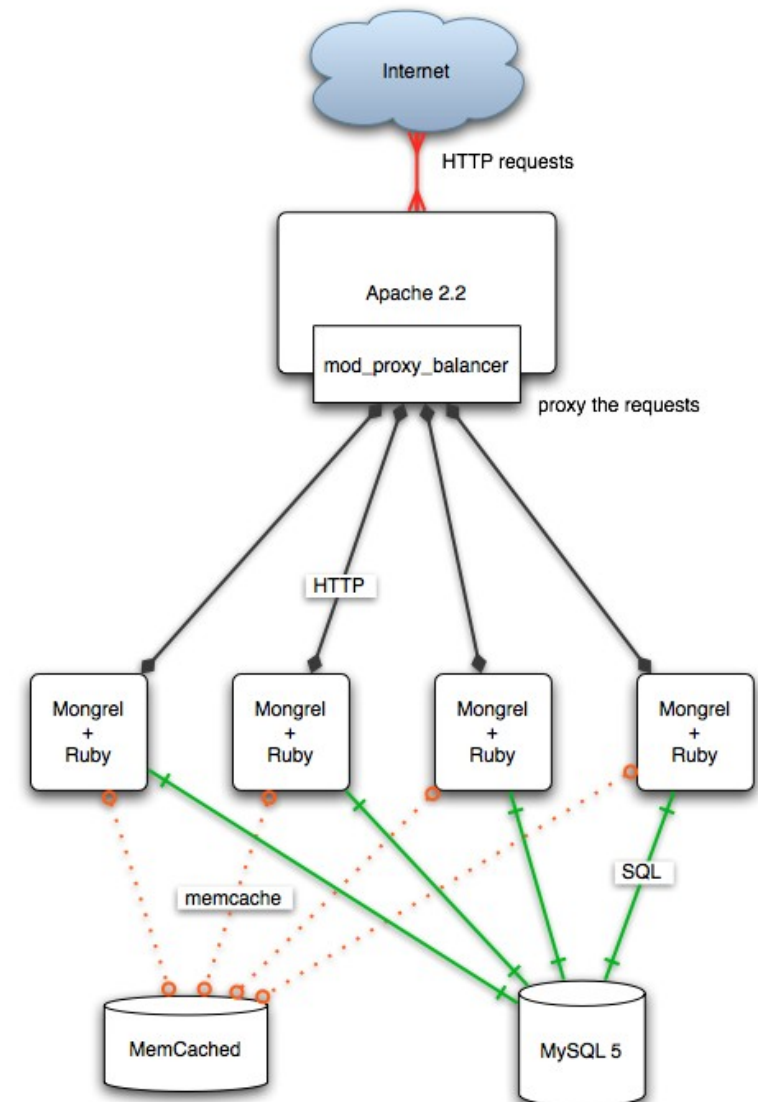 Internet
HTTP requests
Apache 2.2
mod_proxy_balancer
proxy the requests
HTTP
Mongrel
+
Ruby
Mongrel
+
Ruby
Mongrel
+
Ruby
Mongrel
+
Ruby
SQL
memcache
MemCached
MySQL 5